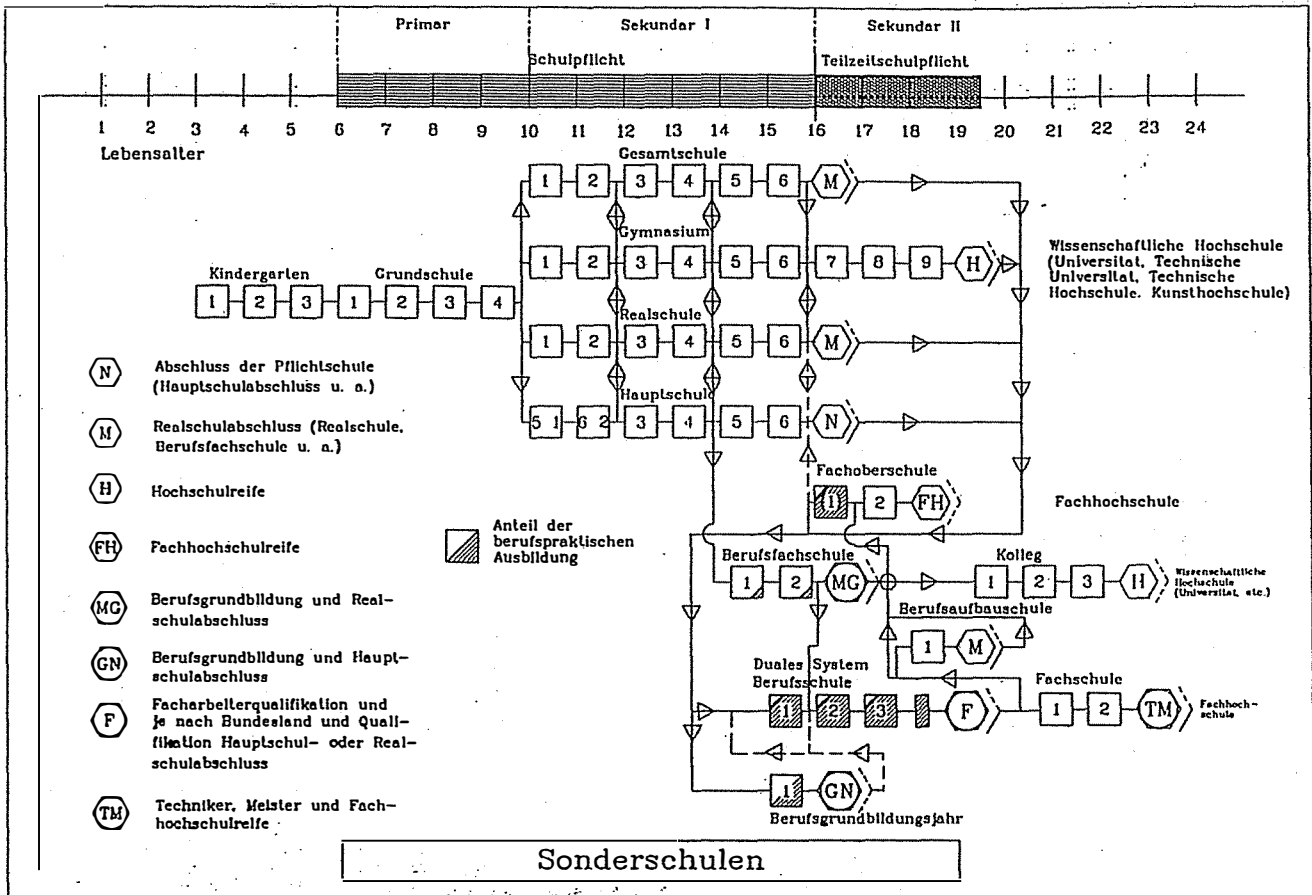 Primar Sekundar I Sekundar II
Schulpflicht Teilzeitschulpflicht
1 2 3 4 5 6 7 8 9 10 11 12 13 14 15 16 17 18 19 20 21 22 23 24
Lebensalter
Gesamtschule
1 2 3 4 5 6 M
Gymnasium
1 2 3 4 5 6 7 8 9 H
Wissenschaftliche Hochschule
(Universitat, Technische
Universitat, Technische
Hochschule. Kunsthochschule)
Kindergarten Grundschule
1 2 3 1 2 3 4
Realschule
1 2 3 4 5 6 M
Hauptschule
5 1 6 2 3 4 5 6 N
N Abschluss der Pflichtschule
(Hauptschulabschluss u. a.)
M Realschulabschluss (Realschule,
Berufsfachschule u. a.)
H Hochschulreife
FH Fachhochschulreife
MG Berufsgrundbildung und Real-
schulabschluss
GN Berufsgrundbildung und Haupt-
schulabschluss
F Facharbeiterqualifikation und
je nach Bundesland und Quali-
fikation Hauptschul- oder Real-
schulabschluss
TM Techniker, Meister und Fach-
hochschulreife
Anteil der
berufspraktischen
Ausbildung
Fachoberschule
(1) 2 FH
Fachhochschule
Berufsfachschule
1 2 MG
Kolleg
1 2 3 H
Wissenschaftliche
Hochschule
(Universitat, etc.)
Berufsaufbauschule
1 M
Duales System
Berufsschule
1 2 3 F
Fachschule
1 2 TM
Fachhoch-
schule
1 GN
Berufsgrundbildungsjahr
Sonderschulen